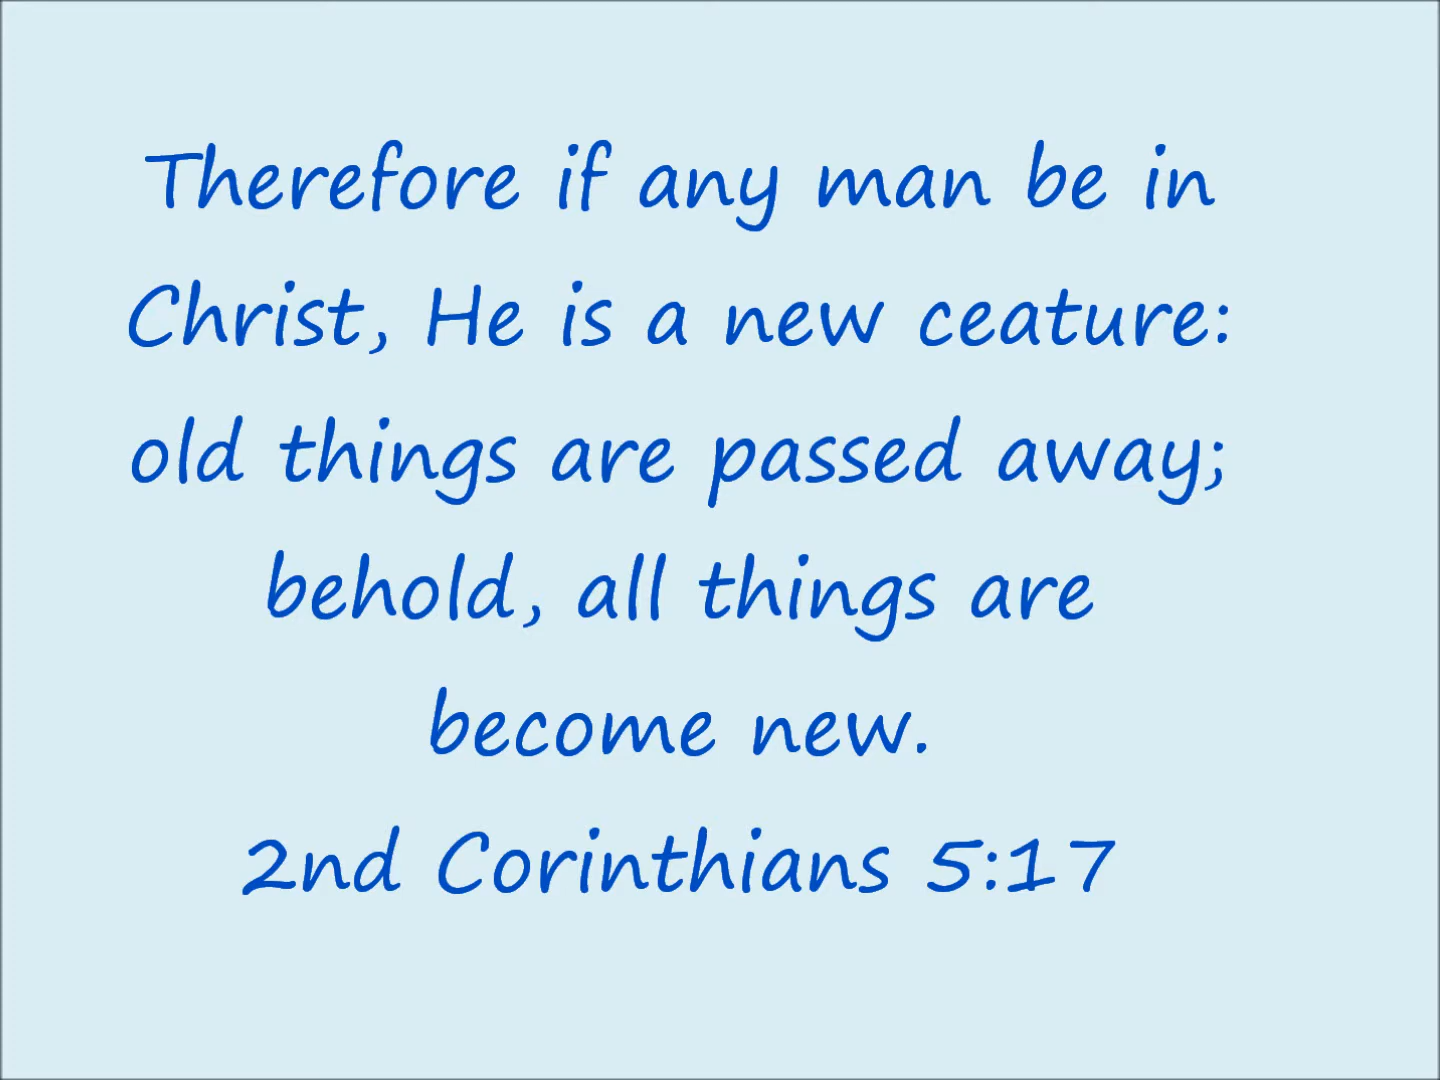 Therefore if any man be in
Christ, He is a new ceature:
old things are passed away;
behold, all things are
become new.
2nd Corinthians 5:17